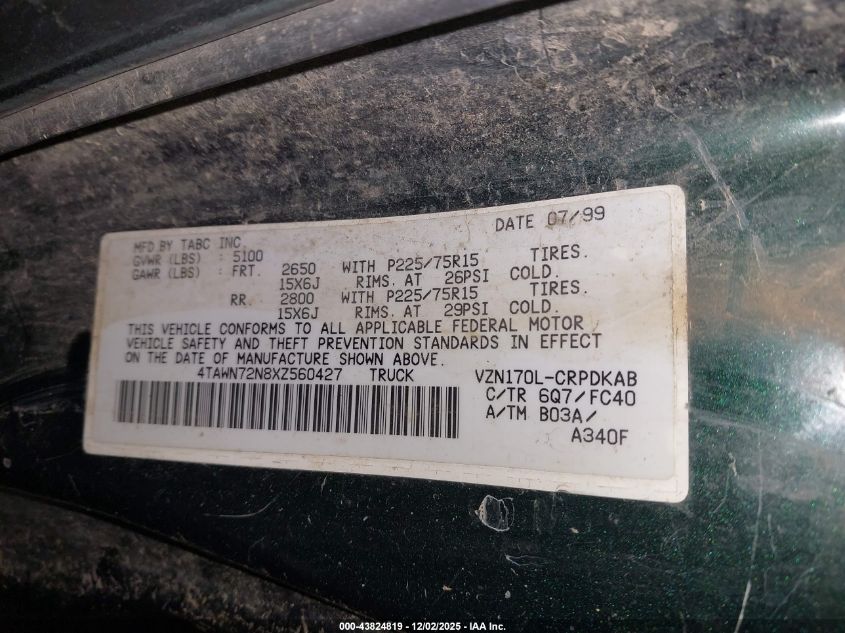 DATE 07/99
MFD BY TABC INC.
GVWR (LBS) : 5100
GAWR (LBS) : FRT. 2650 WITH P225/75R15 TIRES.
15X6J RIMS. AT 26PSI COLD.
RR. 2800 WITH P225/75R15 TIRES.
15X6J RIMS. AT 29PSI COLD.
THIS VEHICLE CONFORMS TO ALL APPLICABLE FEDERAL MOTOR
VEHICLE SAFETY AND THEFT PREVENTION STANDARDS IN EFFECT
ON THE DATE OF MANUFACTURE SHOWN ABOVE.
4TAWN72N8XZ560427 TRUCK VZN170L-CRPDKAB
C/TR 6Q7/FC40
A/TM B03A/
A340F
000-43824819 - 12/02/2025 - IAA Inc.